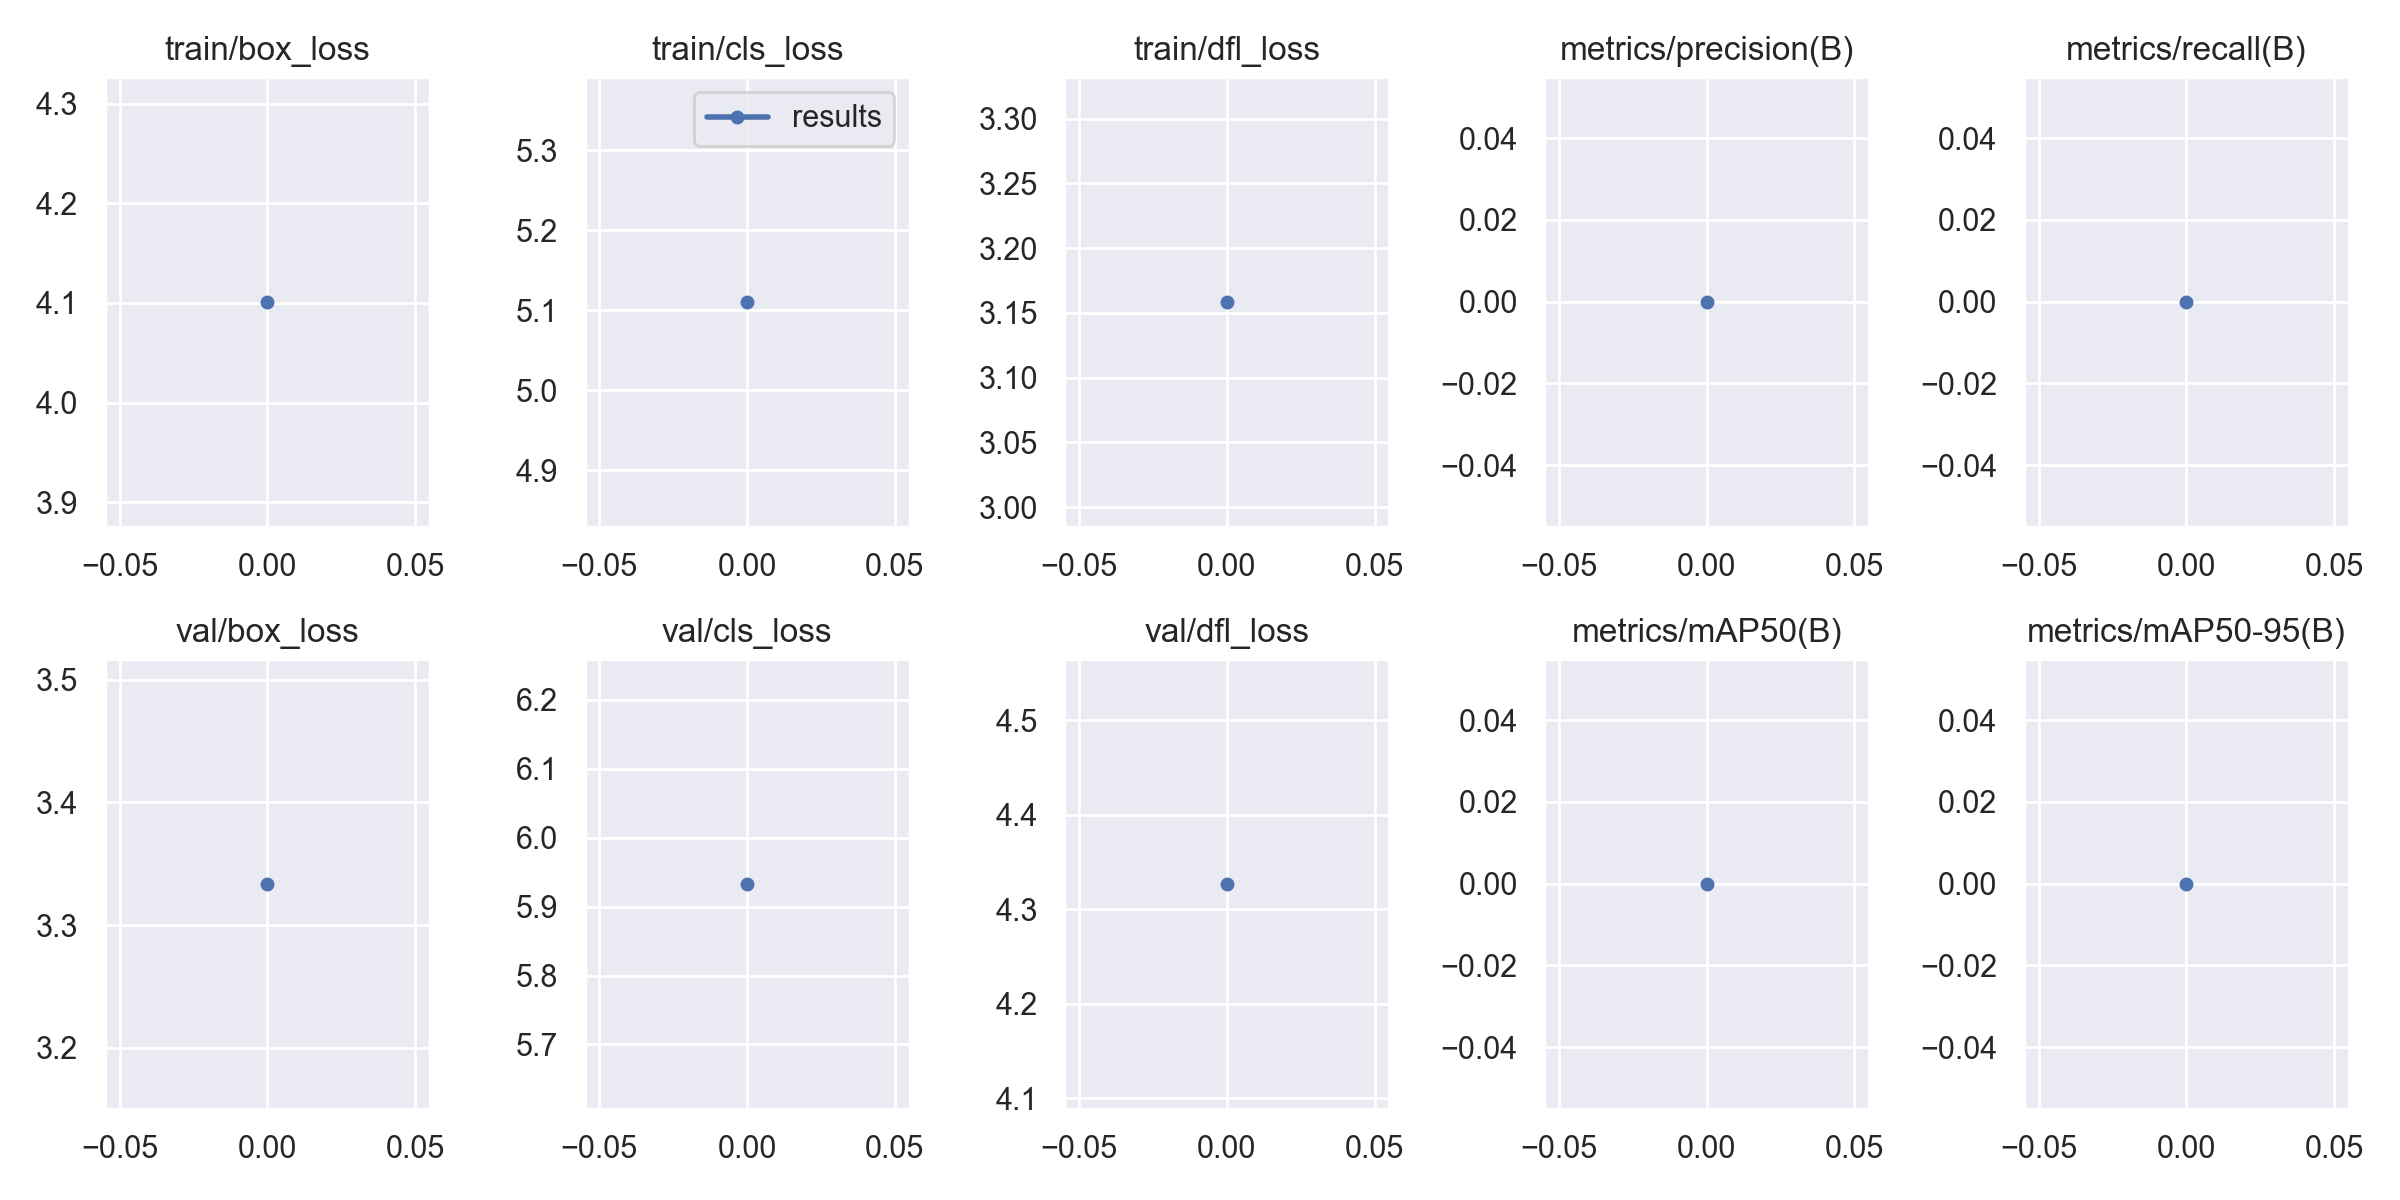 train/box_loss
4.3
4.2
4.1
4.0
3.9
−0.05 0.00 0.05
train/cls_loss
results
5.3
5.2
5.1
5.0
4.9
−0.05 0.00 0.05
train/dfl_loss
3.30
3.25
3.20
3.15
3.10
3.05
3.00
−0.05 0.00 0.05
metrics/precision(B)
0.04
0.02
0.00
−0.02
−0.04
−0.05 0.00 0.05
metrics/recall(B)
0.04
0.02
0.00
−0.02
−0.04
−0.05 0.00 0.05
val/box_loss
3.5
3.4
3.3
3.2
−0.05 0.00 0.05
val/cls_loss
6.2
6.1
6.0
5.9
5.8
5.7
−0.05 0.00 0.05
val/dfl_loss
4.5
4.4
4.3
4.2
4.1
−0.05 0.00 0.05
metrics/mAP50(B)
0.04
0.02
0.00
−0.02
−0.04
−0.05 0.00 0.05
metrics/mAP50-95(B)
0.04
0.02
0.00
−0.02
−0.04
−0.05 0.00 0.05